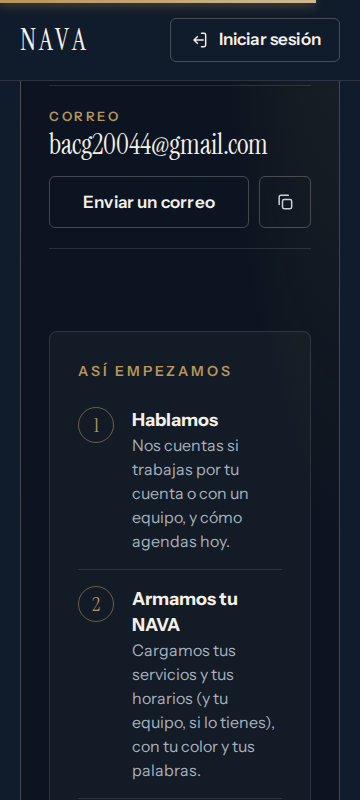 NAVA
Iniciar sesión
CORREO
bacg20044@gmail.com
Enviar un correo
ASÍ EMPEZAMOS
1
Hablamos
Nos cuentas si
trabajas por tu
cuenta o con un
equipo, y cómo
agendas hoy.
2
Armamos tu
NAVA
Cargamos tus
servicios y tus
horarios (y tu
equipo, si lo tienes),
con tu color y tus
palabras.